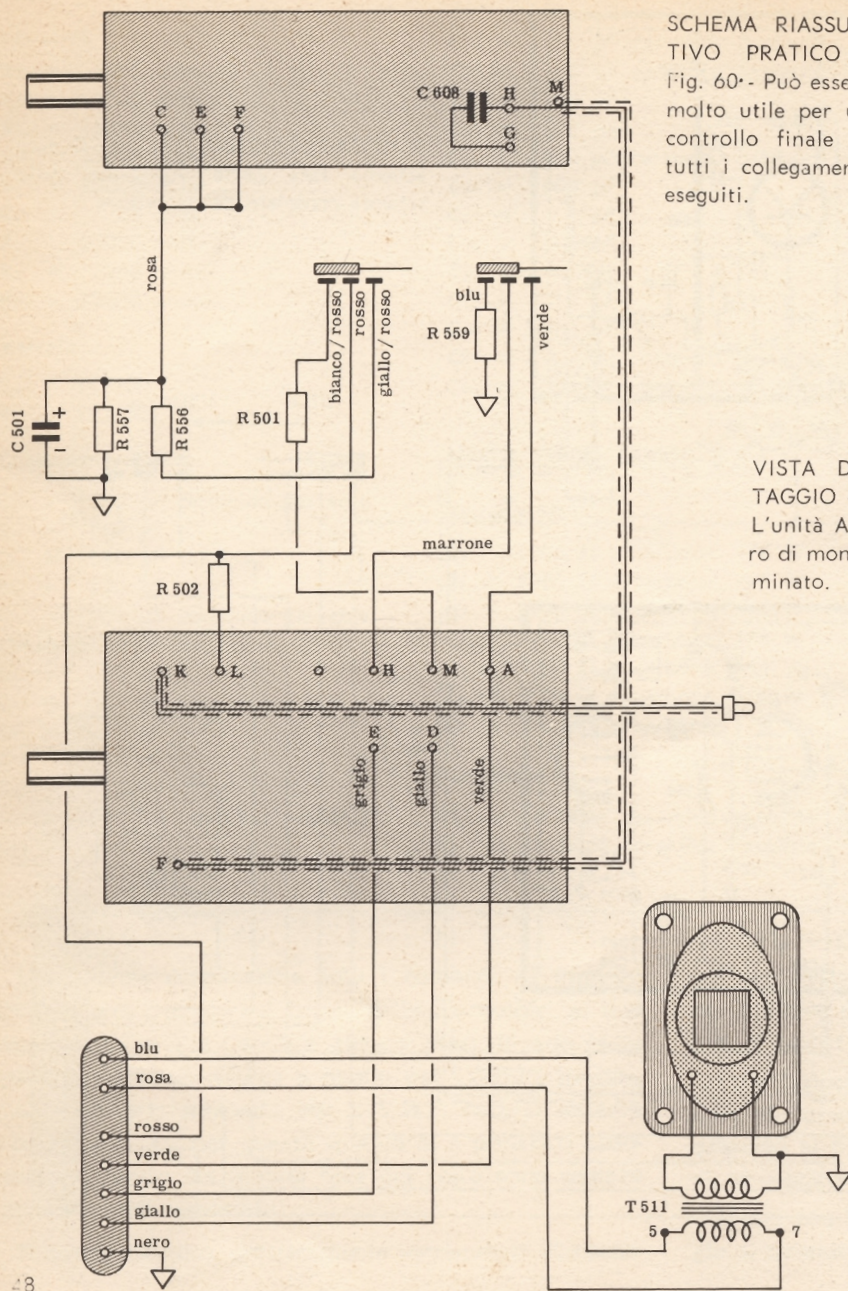 SCHEMA RIASSU
TIVO PRATICO
Fig. 60 - Può esse
molto utile per u
controllo finale
tutti i collegamen
eseguiti.
C 608
H
M
G
C
E
F
rosa
bianco/rosso
rosso
giallo/rosso
blu
R 559
verde
C 501
+
-
R 557
R 556
R 501
VISTA D
TAGGIO
L'unità A
ro di mon
minato.
marrone
R 502
K
L
H
M
A
E
D
grigio
giallo
verde
F
blu
rosa
rosso
verde
grigio
giallo
nero
T 511
5
7
48